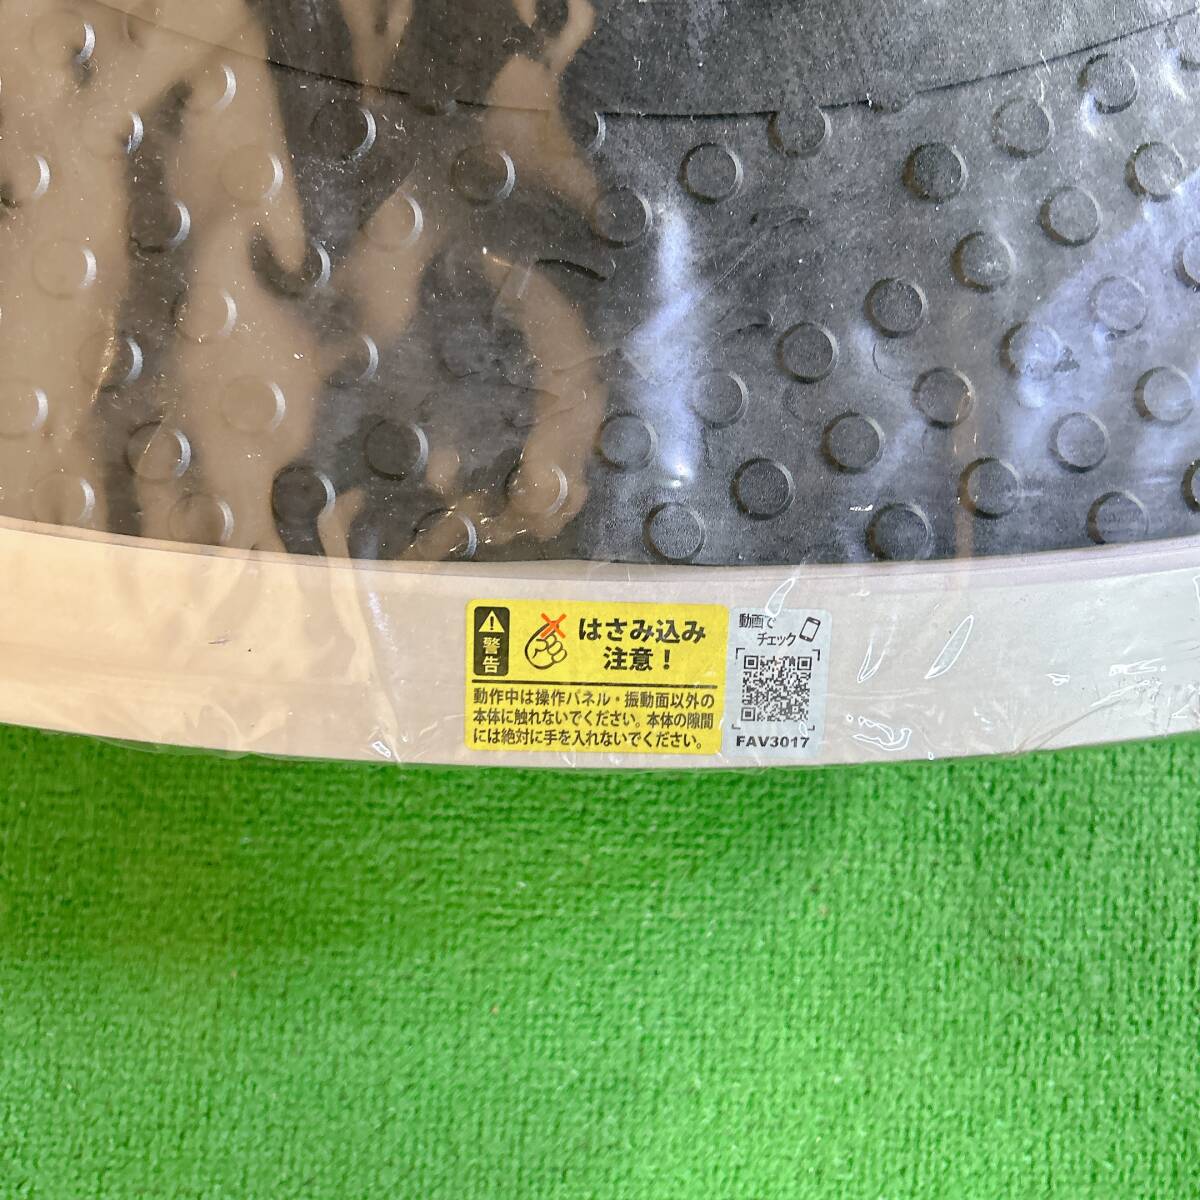 警告
はさみ込み
注意！
動作中は操作パネル・振動面以外の
本体に触れないでください。本体の隙間
には絶対に手を入れないでください。
動画で
チェック
FAV3017